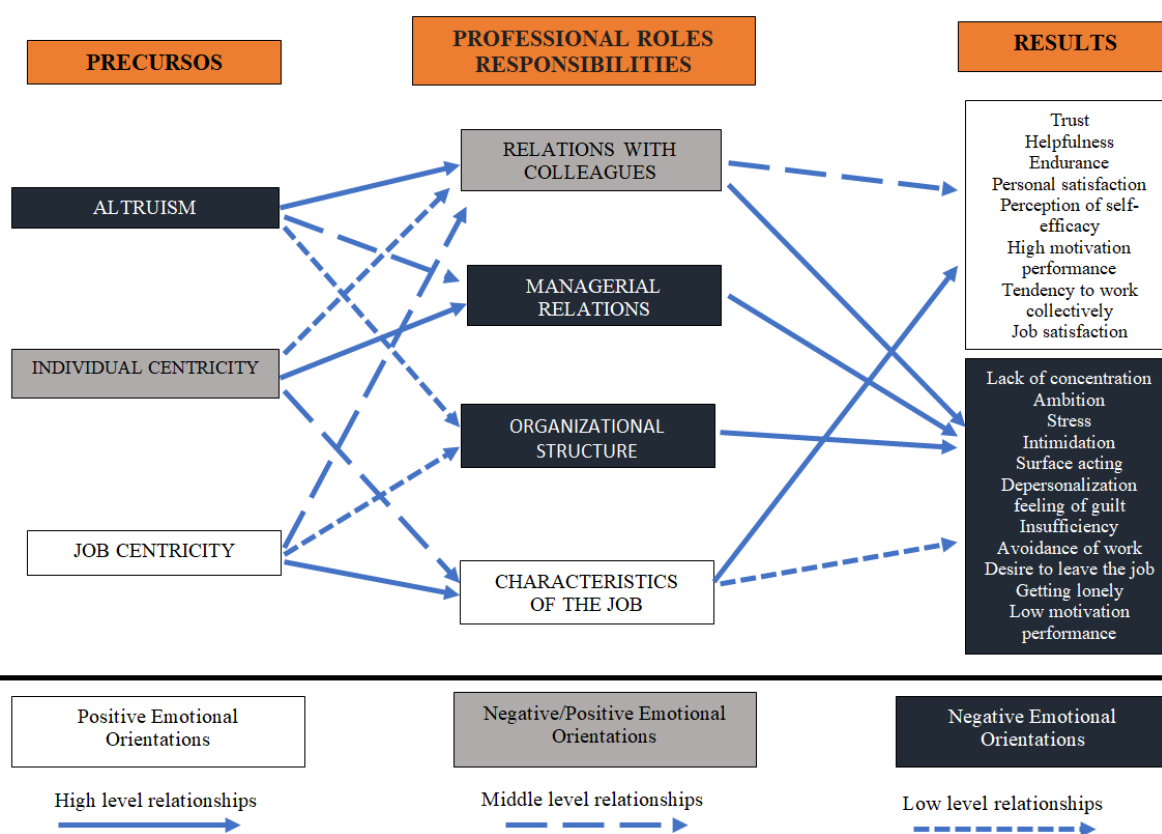 PRECURSOS
PROFESSIONAL ROLES
RESPONSIBILITIES
RESULTS
ALTRUISM
INDIVIDUAL CENTRICITY
JOB CENTRICITY
RELATIONS WITH
COLLEAGUES
MANAGERIAL
RELATIONS
ORGANIZATIONAL
STRUCTURE
CHARACTERISTICS
OF THE JOB
Trust
Helpfulness
Endurance
Personal satisfaction
Perception of self-
efficacy
High motivation
performance
Tendency to work
collectively
Job satisfaction
Lack of concentration
Ambition
Stress
Intimidation
Surface acting
Depersonalization
feeling of guilt
Insufficiency
Avoidance of work
Desire to leave the job
Getting lonely
Low motivation
performance
Positive Emotional
Orientations
Negative/Positive Emotional
Orientations
Negative Emotional
Orientations
High level relationships
Middle level relationships
Low level relationships